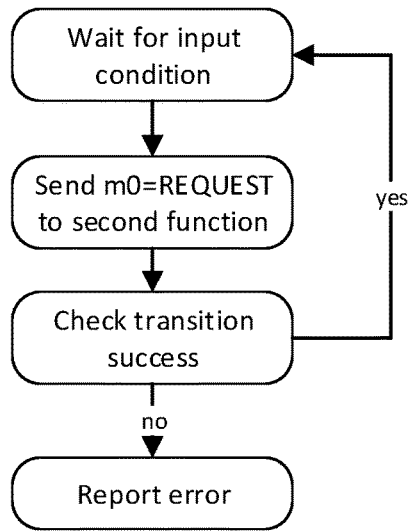 Wait for input
condition
Send m0=REQUEST
to second function
yes
Check transition
success
no
Report error